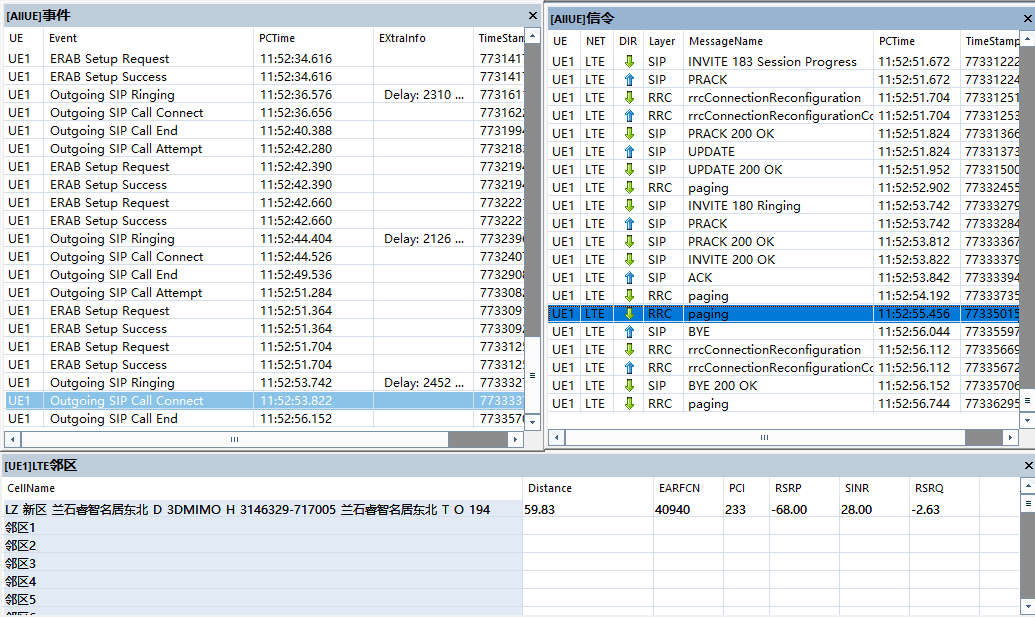 [AllUE]事件
UE Event PCTime EXtraInfo TimeStam
UE1 ERAB Setup Request 11:52:34.616 773141
UE1 ERAB Setup Success 11:52:34.616 773141
UE1 Outgoing SIP Ringing 11:52:36.576 Delay: 2310 ... 773161
UE1 Outgoing SIP Call Connect 11:52:36.656 773162
UE1 Outgoing SIP Call End 11:52:40.388 773199
UE1 Outgoing SIP Call Attempt 11:52:42.280 773218
UE1 ERAB Setup Request 11:52:42.390 773219
UE1 ERAB Setup Success 11:52:42.390 773219
UE1 ERAB Setup Request 11:52:42.660 773222
UE1 ERAB Setup Success 11:52:42.660 773222
UE1 Outgoing SIP Ringing 11:52:44.404 Delay: 2126 ... 773239
UE1 Outgoing SIP Call Connect 11:52:44.526 773240
UE1 Outgoing SIP Call End 11:52:49.536 773290
UE1 Outgoing SIP Call Attempt 11:52:51.284 773308
UE1 ERAB Setup Request 11:52:51.364 773309
UE1 ERAB Setup Success 11:52:51.364 773309
UE1 ERAB Setup Request 11:52:51.704 773312
UE1 ERAB Setup Success 11:52:51.704 773312
UE1 Outgoing SIP Ringing 11:52:53.742 Delay: 2452 ... 773332
UE1 Outgoing SIP Call Connect 11:52:53.822 773333
UE1 Outgoing SIP Call End 11:52:56.152 773357
[AllUE]信令
UE NET DIR Layer MessageName PCTime TimeStamp
UE1 LTE SIP INVITE 183 Session Progress 11:52:51.672 77331222
UE1 LTE SIP PRACK 11:52:51.672 77331224
UE1 LTE RRC rrcConnectionReconfiguration 11:52:51.704 77331251
UE1 LTE RRC rrcConnectionReconfigurationCo 11:52:51.704 77331253
UE1 LTE SIP PRACK 200 OK 11:52:51.824 77331366
UE1 LTE SIP UPDATE 11:52:51.824 77331373
UE1 LTE SIP UPDATE 200 OK 11:52:51.952 77331500
UE1 LTE RRC paging 11:52:52.902 77332455
UE1 LTE SIP INVITE 180 Ringing 11:52:53.742 77333279
UE1 LTE SIP PRACK 11:52:53.742 77333284
UE1 LTE SIP PRACK 200 OK 11:52:53.812 77333367
UE1 LTE SIP INVITE 200 OK 11:52:53.822 77333379
UE1 LTE SIP ACK 11:52:53.842 77333394
UE1 LTE RRC paging 11:52:54.192 77333735
UE1 LTE RRC paging 11:52:55.456 77335015
UE1 LTE SIP BYE 11:52:56.044 77335597
UE1 LTE RRC rrcConnectionReconfiguration 11:52:56.112 77335669
UE1 LTE RRC rrcConnectionReconfigurationCo 11:52:56.112 77335672
UE1 LTE SIP BYE 200 OK 11:52:56.152 77335706
UE1 LTE RRC paging 11:52:56.744 77336295
[UE1]LTE邻区
CellName Distance EARFCN PCI RSRP SINR RSRQ
LZ 新区 兰石睿智名居东北 D 3DMIMO H 3146329-717005 兰石睿智名居东北 T O 194 59.83 40940 233 -68.00 28.00 -2.63
邻区1
邻区2
邻区3
邻区4
邻区5